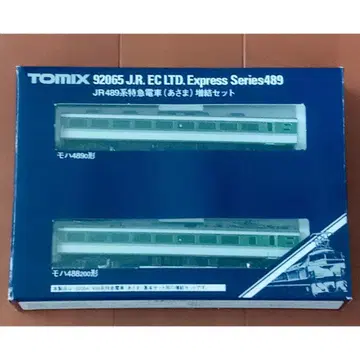 TOMIX 92065 J.R. EC LTD. Express Series489
JR489系特急電車(あさま)増結セット
モハ489₀形
モハ488₂₀₀形